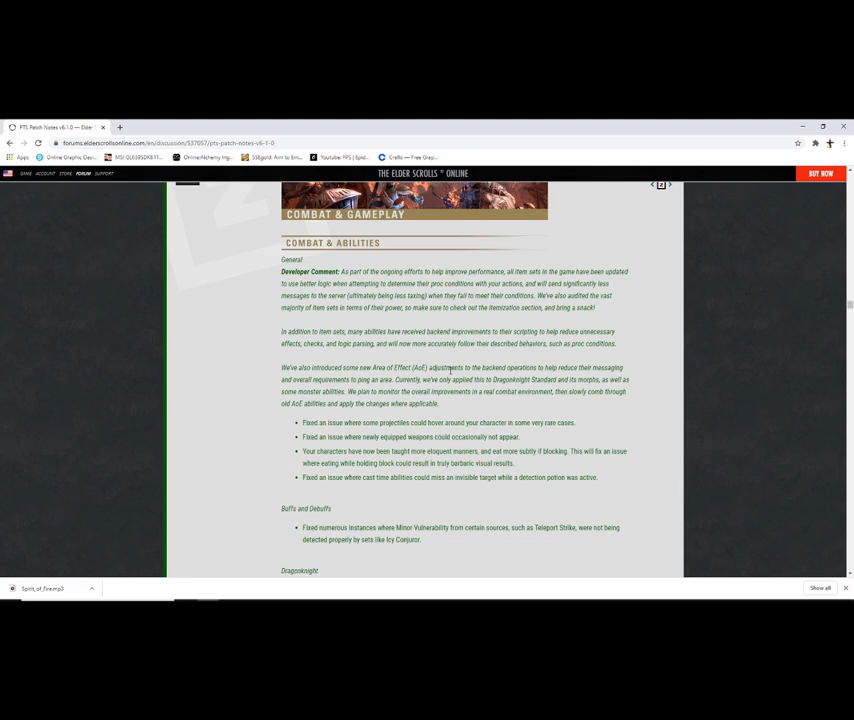 PTS Patch Notes v6-1-0 — Elder
forums.elderscrollsonline.com/en/discussion/537057/pts-patch-notes-v6-1-0
Apps Online Graphic Desi... MSI GL639SDK611... Online:Alchemy Ing... SSEgold: Aim to Em... Youtube: FPS | Epid... Crello — Free Grap...
GAME ACCOUNT STORE FORUM SUPPORT THE ELDER SCROLLS ONLINE BUY NOW
COMBAT & GAMEPLAY
COMBAT & ABILITIES
General
Developer Comment: As part of the ongoing efforts to help improve performance, all item sets in the game have been updated
to use better logic when attempting to determine their proc conditions with your actions, and will send significantly less
messages to the server (ultimately being less taxing) when they fail to meet their conditions. We've also audited the vast
majority of item sets in terms of their power, so make sure to check out the itemization section, and bring a snack!
In addition to item sets, many abilities have received backend improvements to their scripting to help reduce unnecessary
effects, checks, and logic parsing, and will now more accurately follow their described behaviors, such as proc conditions.
We've also introduced some new Area of Effect (AoE) adjustments to the backend operations to help reduce their messaging
and overall requirements to ping an area. Currently, we've only applied this to Dragonknight Standard and its morphs, as well as
some monster abilities. We plan to monitor the overall improvements in a real combat environment, then slowly comb through
old AoE abilities and apply the changes where applicable.
• Fixed an issue where some projectiles could hover around your character in some very rare cases.
• Fixed an issue where newly equipped weapons could occasionally not appear.
• Your characters have now been taught more eloquent manners, and eat more subtly if blocking. This will fix an issue
where eating while holding block could result in truly barbaric visual results.
• Fixed an issue where cast time abilities could miss an invisible target while a detection potion was active.
Buffs and Debuffs
• Fixed numerous instances where Minor Vulnerability from certain sources, such as Teleport Strike, were not being
detected properly by sets like Icy Conjuror.
Dragonknight
Spirit_of_Fire.mp3 Show all